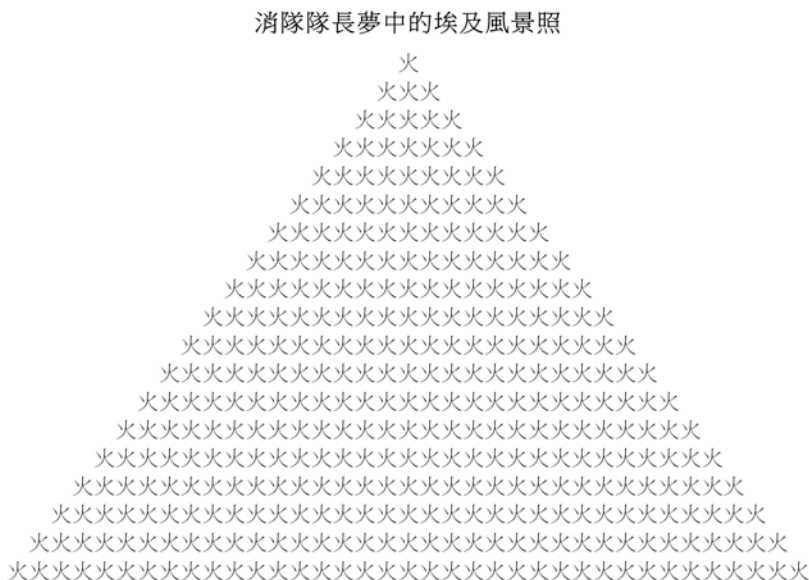 消隊隊長夢中的埃及風景照
火
火火火
火火火火火
火火火火火火火
火火火火火火火火火
火火火火火火火火火火火
火火火火火火火火火火火火火
火火火火火火火火火火火火火火火
火火火火火火火火火火火火火火火火火
火火火火火火火火火火火火火火火火火火火
火火火火火火火火火火火火火火火火火火火火火
火火火火火火火火火火火火火火火火火火火火火火火
火火火火火火火火火火火火火火火火火火火火火火火火火
火火火火火火火火火火火火火火火火火火火火火火火火火火火
火火火火火火火火火火火火火火火火火火火火火火火火火火火火火
火火火火火火火火火火火火火火火火火火火火火火火火火火火火火火火
火火火火火火火火火火火火火火火火火火火火火火火火火火火火火火火火火
火火火火火火火火火火火火火火火火火火火火火火火火火火火火火火火火火火火
火火火火火火火火火火火火火火火火火火火火火火火火火火火火火火火火火火火火火